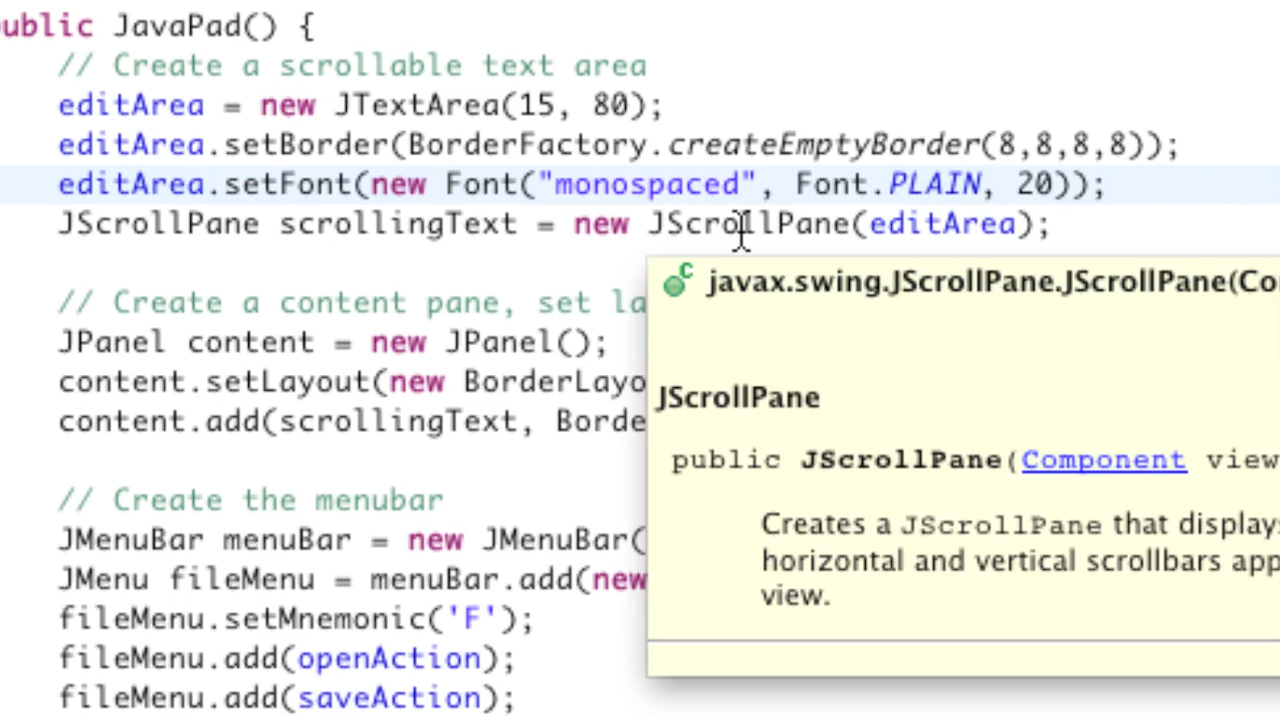 public JavaPad() {
// Create a scrollable text area
editArea = new JTextArea(15, 80);
editArea.setBorder(BorderFactory.createEmptyBorder(8,8,8,8));
editArea.setFont(new Font("monospaced", Font.PLAIN, 20));
JScrollPane scrollingText = new JScrollPane(editArea);
// Create a content pane, set la
JPanel content = new JPanel();
content.setLayout(new BorderLayo
content.add(scrollingText, Borde
// Create the menubar
JMenuBar menuBar = new JMenuBar(
JMenu fileMenu = menuBar.add(new
fileMenu.setMnemonic('F');
fileMenu.add(openAction);
fileMenu.add(saveAction);
C javax.swing.JScrollPane.JScrollPane(Co
JScrollPane
public JScrollPane(Component view
Creates a JScrollPane that displays
horizontal and vertical scrollbars app
view.